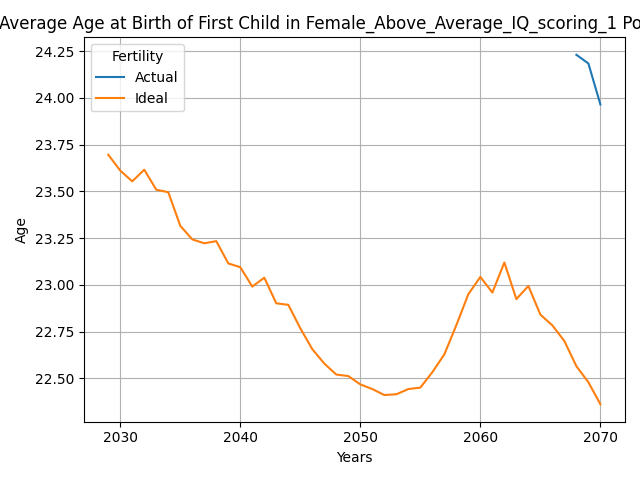 Average Age at Birth of First Child in Female_Above_Average_IQ_scoring_1 Po
Fertility
Actual
Ideal
24.25
24.00
23.75
23.50
23.25
23.00
22.75
22.50
Age
2030 2040 2050 2060 2070
Years